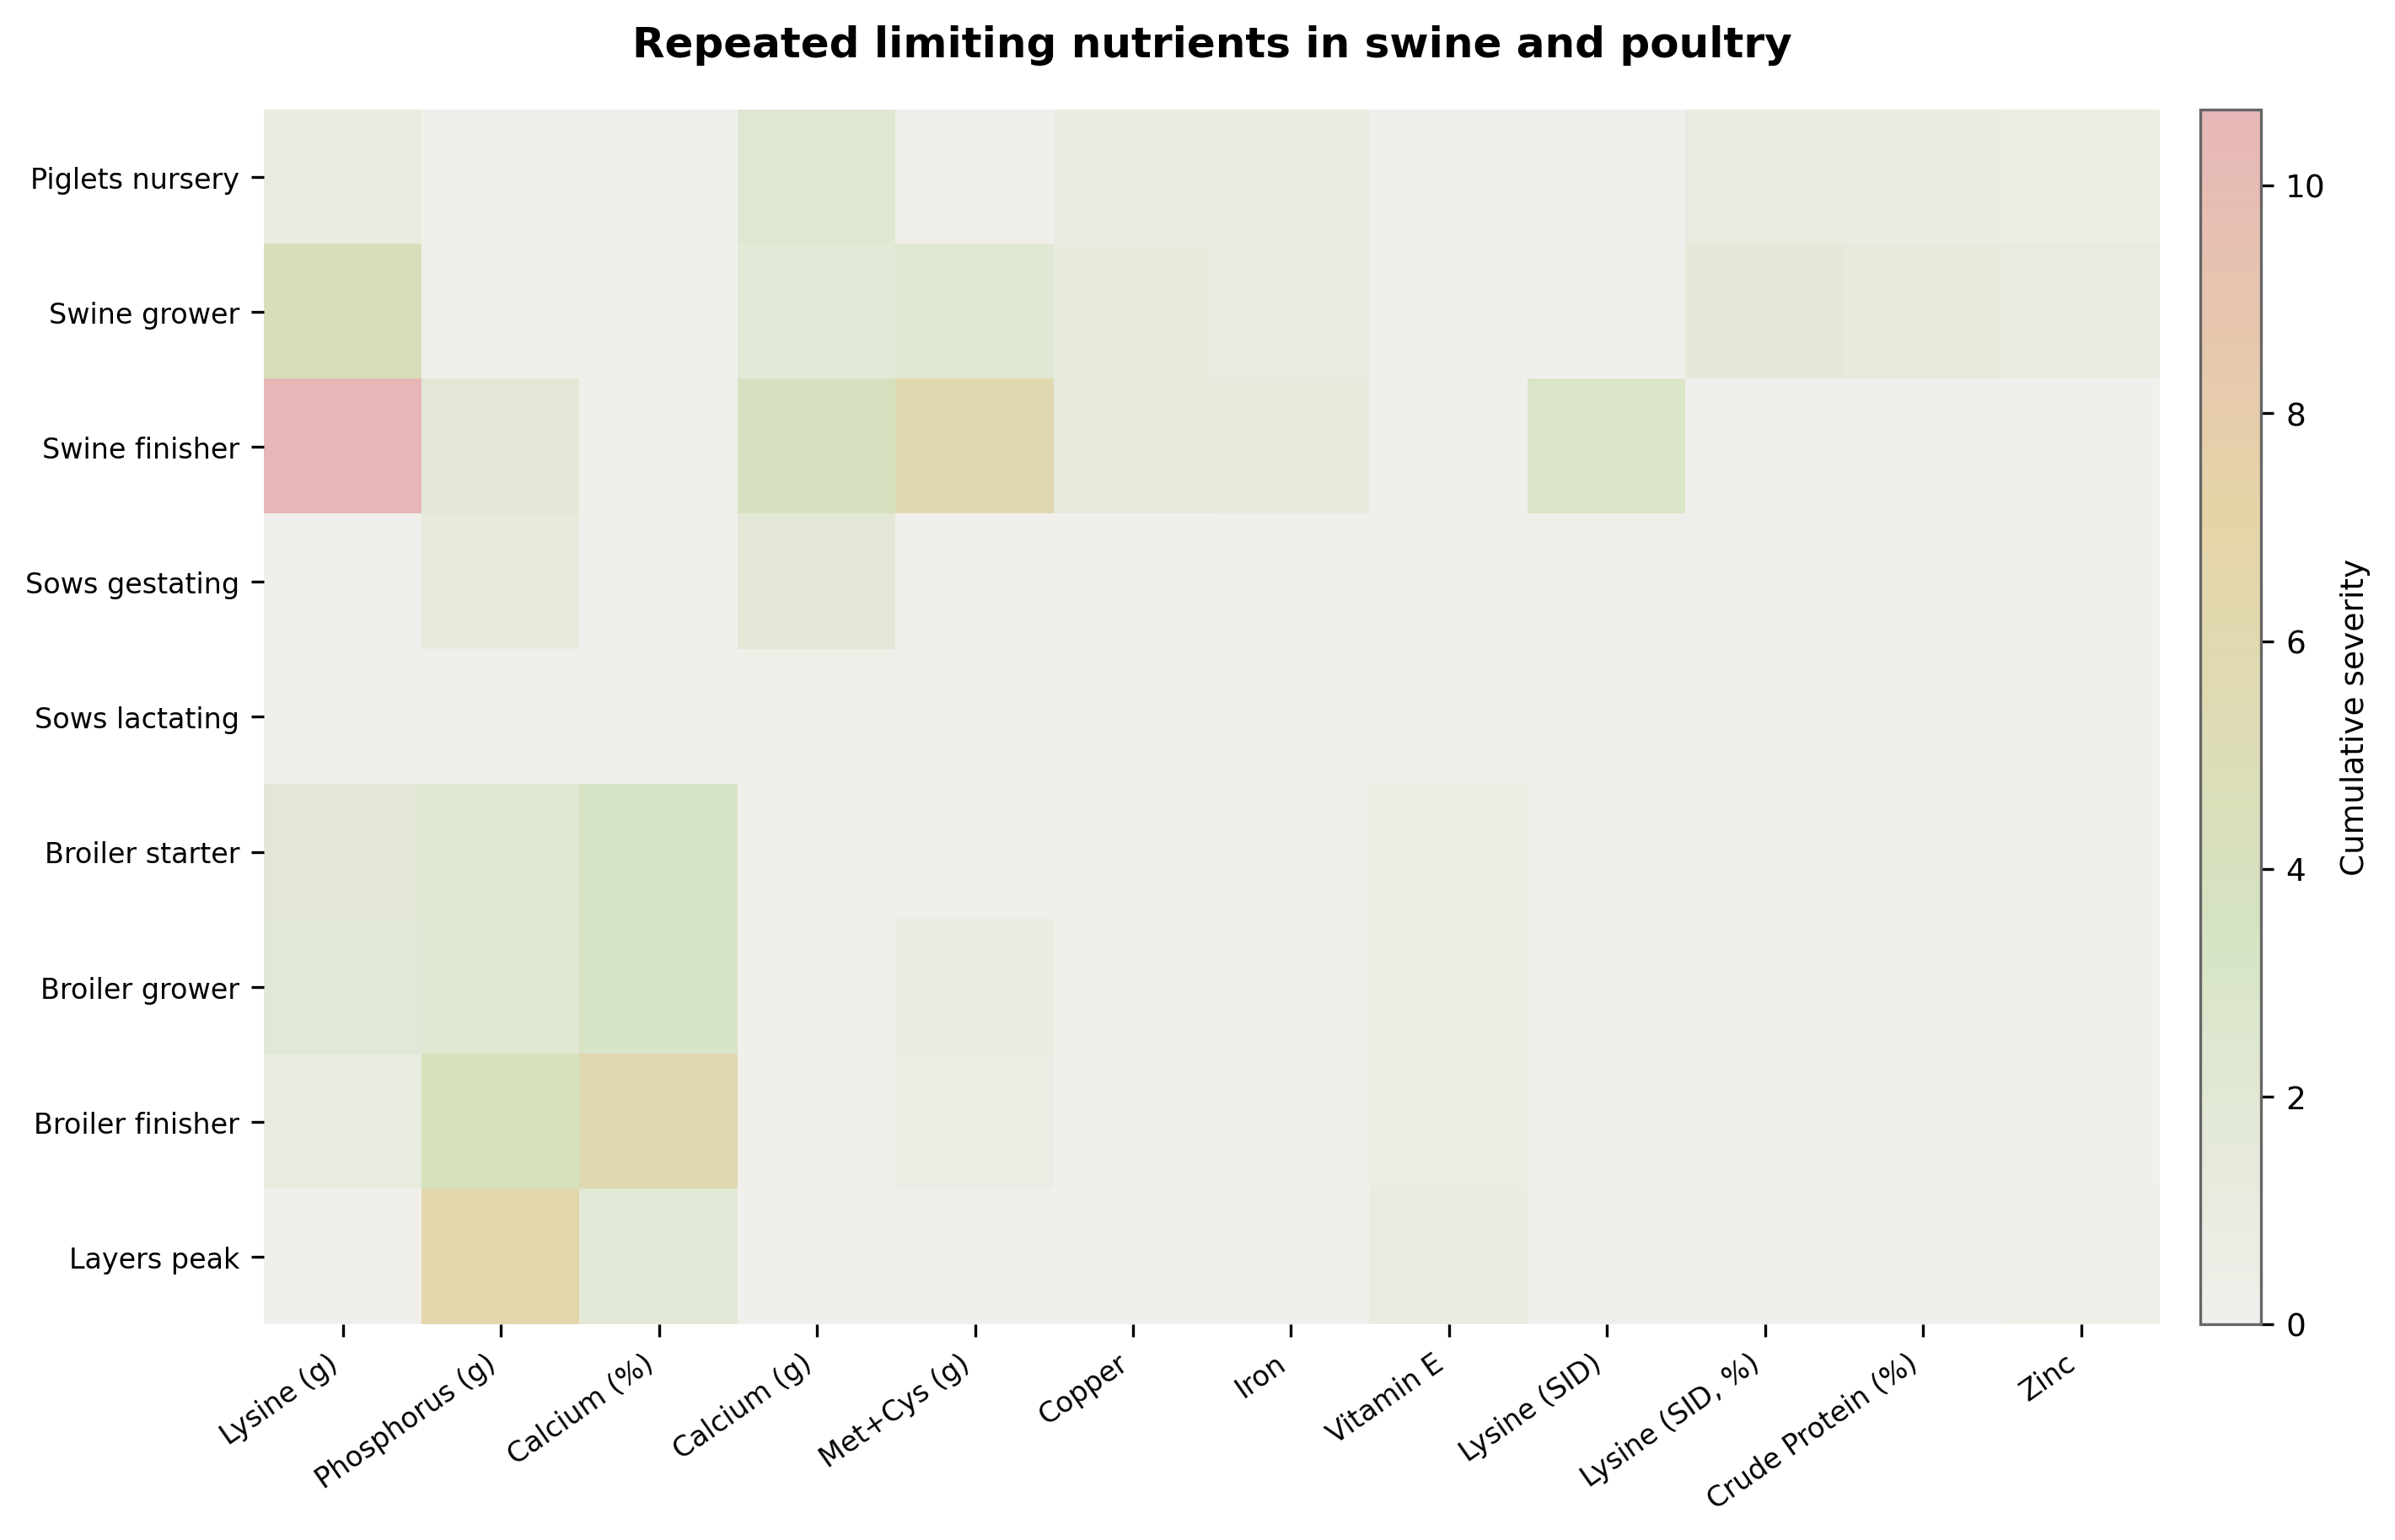 Repeated limiting nutrients in swine and poultry
Piglets nursery
Swine grower
Swine finisher
Sows gestating
Sows lactating
Broiler starter
Broiler grower
Broiler finisher
Layers peak
Lysine (g)
Phosphorus (g)
Calcium (%)
Calcium (g)
Met+Cys (g)
Copper
Iron
Vitamin E
Lysine (SID)
Lysine (SID, %)
Crude Protein (%)
Zinc
10
8
6
4
2
0
Cumulative severity